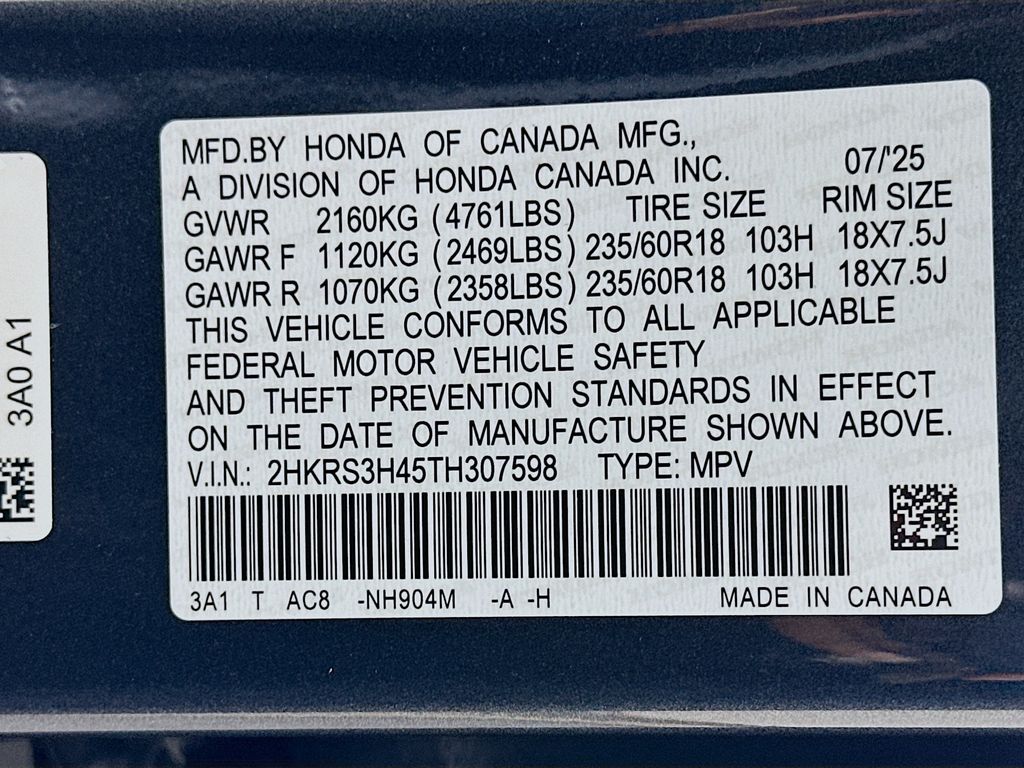 MFD.BY HONDA OF CANADA MFG.,
A DIVISION OF HONDA CANADA INC. 07/'25
GVWR 2160KG (4761LBS) TIRE SIZE RIM SIZE
GAWR F 1120KG (2469LBS) 235/60R18 103H 18X7.5J
GAWR R 1070KG (2358LBS) 235/60R18 103H 18X7.5J
THIS VEHICLE CONFORMS TO ALL APPLICABLE
FEDERAL MOTOR VEHICLE SAFETY
AND THEFT PREVENTION STANDARDS IN EFFECT
ON THE DATE OF MANUFACTURE SHOWN ABOVE.
V.I.N.: 2HKRS3H45TH307598 TYPE: MPV
3A1 T AC8 -NH904M -A -H MADE IN CANADA
3A0 A1